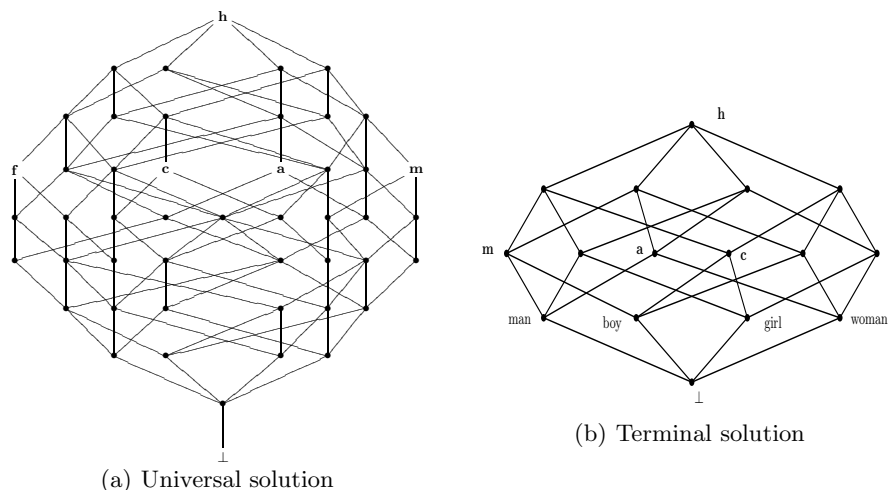 h
f c a m
⊥
(a) Universal solution
h
m a c
man boy girl woman
⊥
(b) Terminal solution